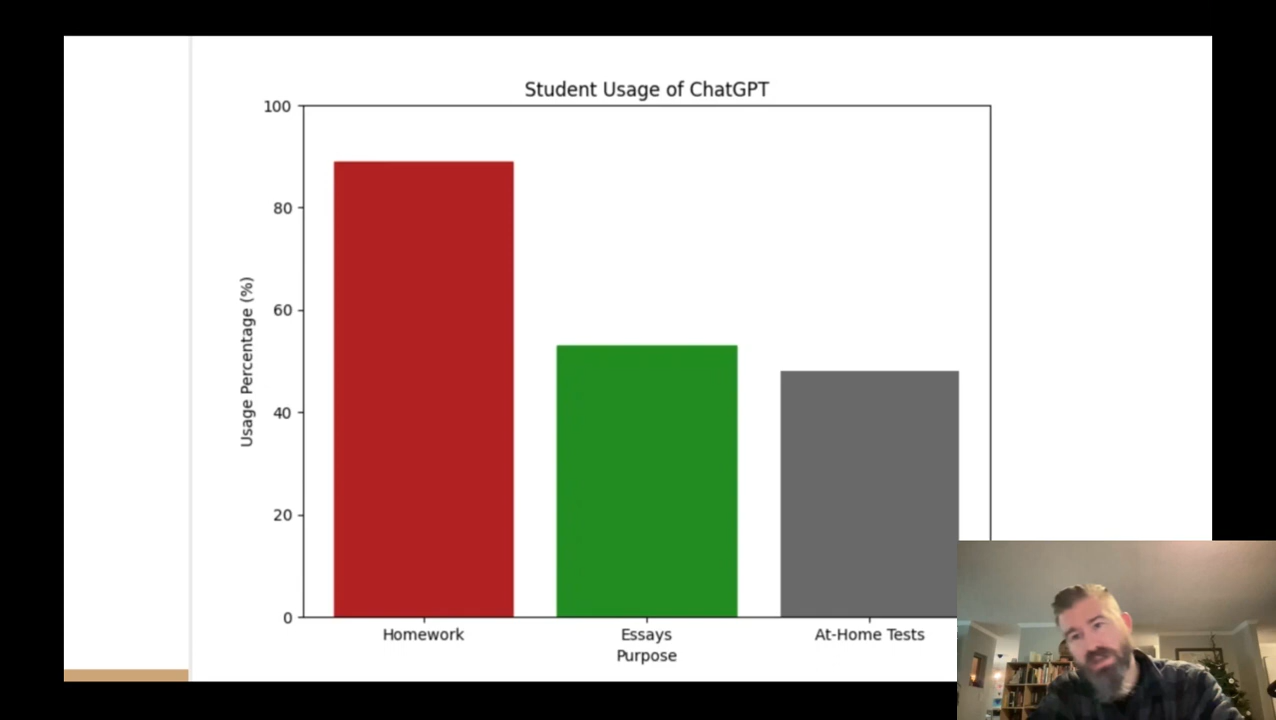 Student Usage of ChatGPT
100
80
60
40
20
0
Usage Percentage (%)
Homework
Essays
At-Home Tests
Purpose